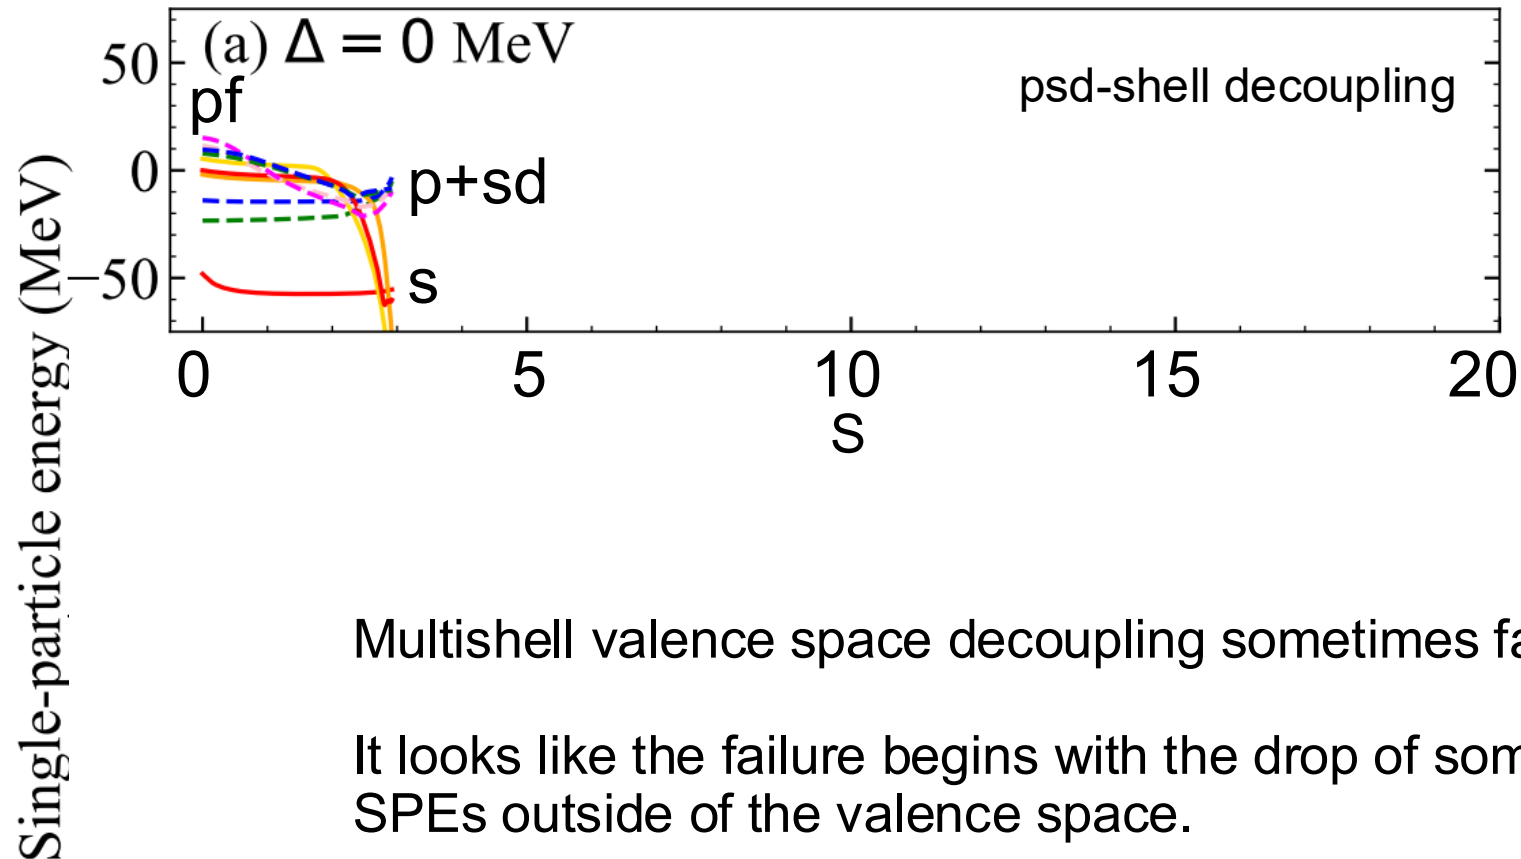 (a) Δ = 0 MeV
psd-shell decoupling
50
pf
0
p+sd
−50
s
0 5 10 15 20
s
Single-particle energy (MeV)
Multishell valence space decoupling sometimes
It looks like the failure begins with the drop of
SPEs outside of the valence space.